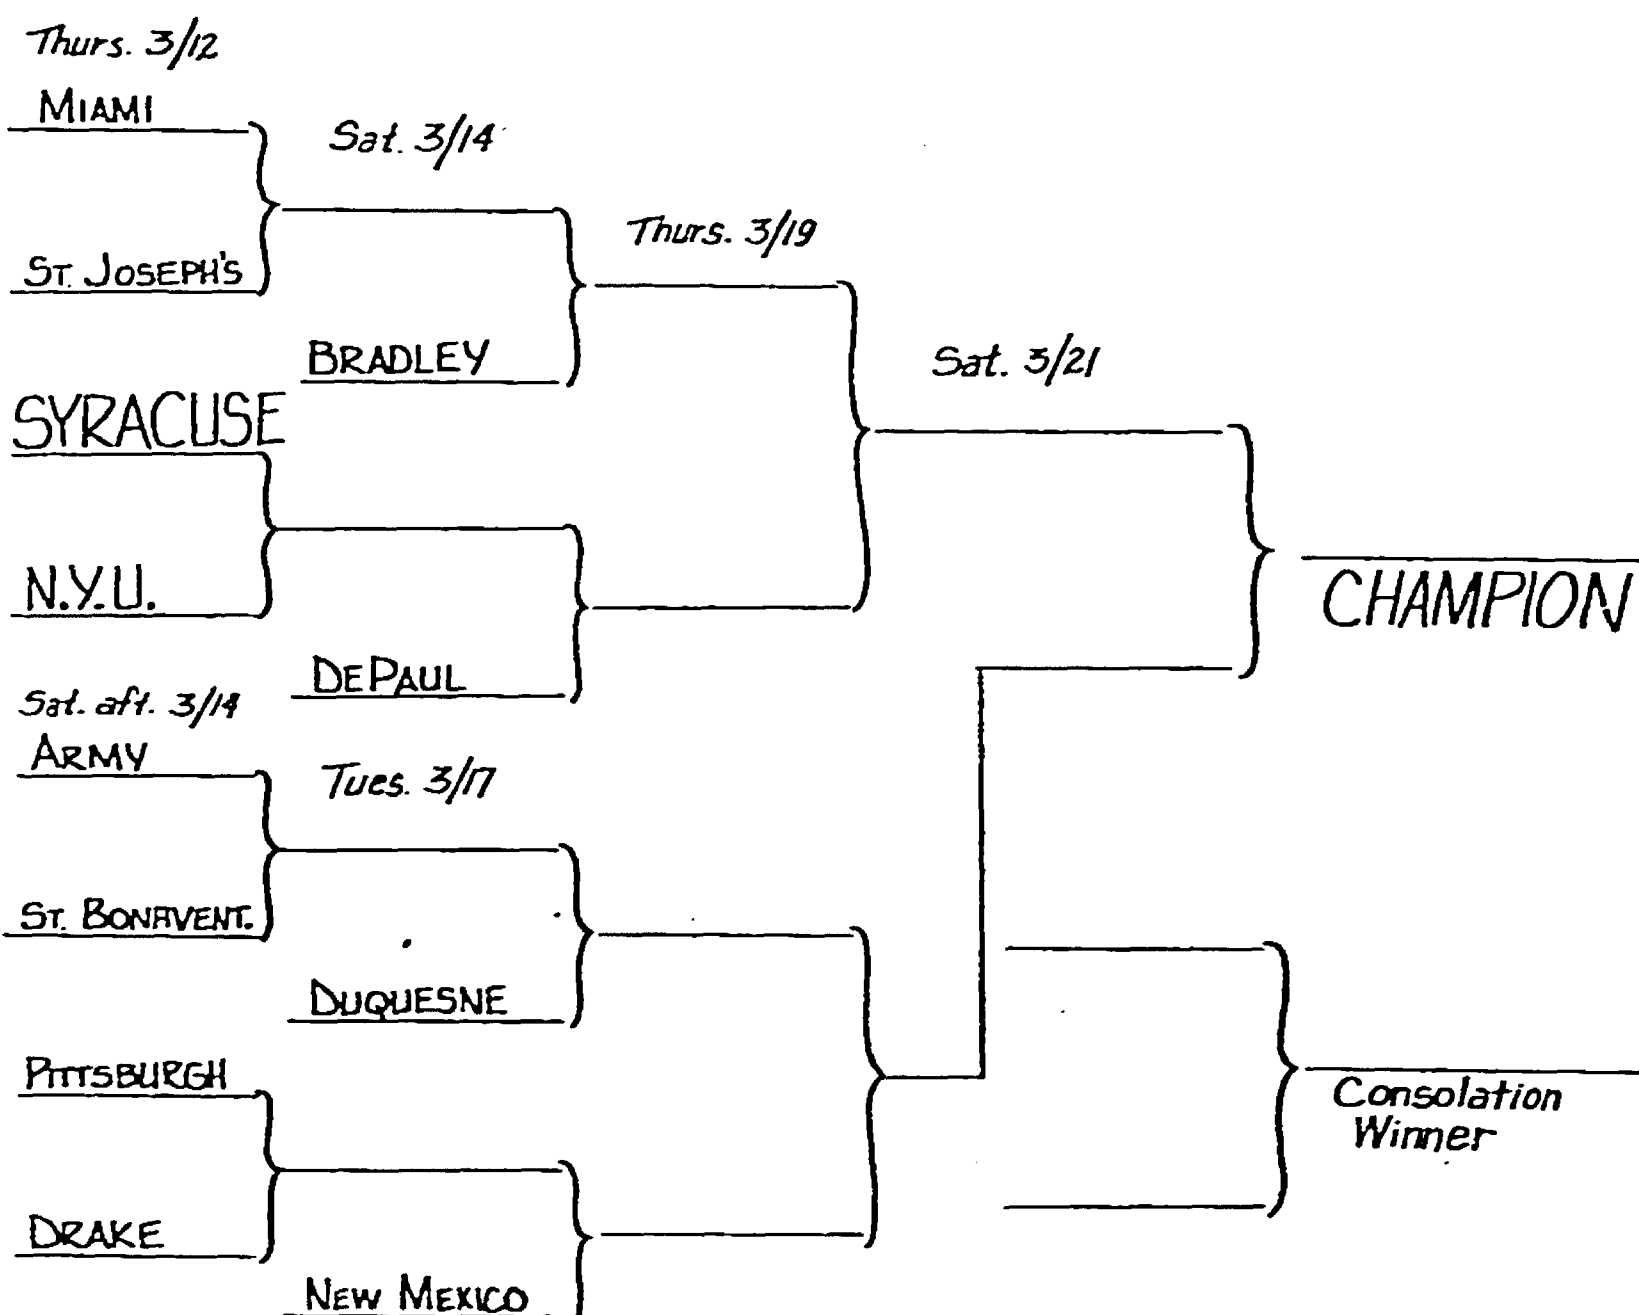 Thurs. 3/12
MIAMI
Sat. 3/14
ST. JOSEPH'S
Thurs. 3/19
BRADLEY
Sat. 3/21
SYRACUSE
N.Y.U.
CHAMPION
DEPAUL
Sat. aft. 3/14
ARMY
Tues. 3/17
ST. BONAVENT.
DUQUESNE
PITTSBURGH
Consolation
Winner
DRAKE
NEW MEXICO